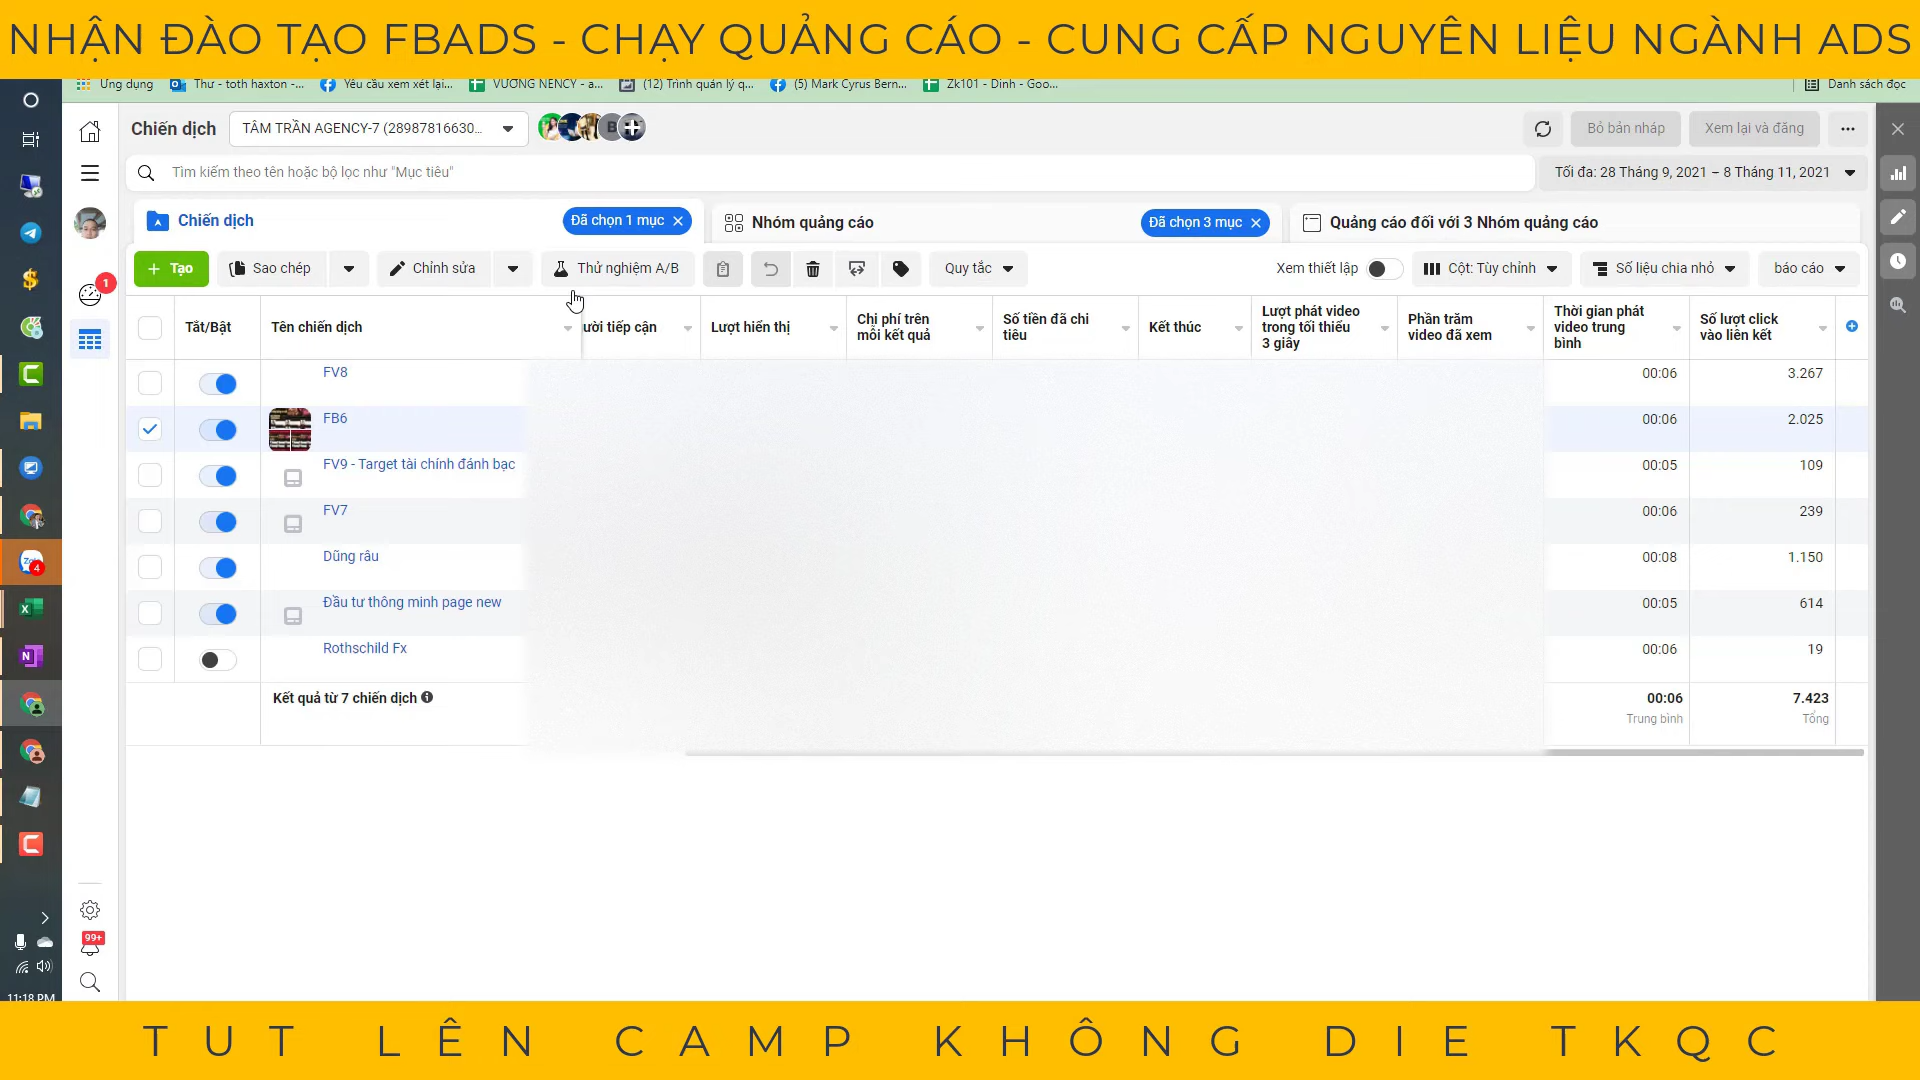 NHẬN ĐÀO TẠO FBADS - CHẠY QUẢNG CÁO - CUNG CẤP NGUYÊN LIỆU NGÀNH ADS
Ứng dụng
Thư - toth haxton -...
Yêu cầu xem xét lại...
VƯƠNG NENCY - a...
(12) Trình quản lý q...
(5) Mark Cyrus Bern...
Zk101 - Dinh - Goo...
Danh sách đọc
Chiến dịch
TÂM TRẦN AGENCY-7 (28987816630...
B
Bỏ bản nháp
Xem lại và đăng
Tìm kiếm theo tên hoặc bộ lọc như "Mục tiêu"
Tối đa: 28 Tháng 9, 2021 – 8 Tháng 11, 2021
Chiến dịch
Đã chọn 1 mục
Nhóm quảng cáo
Đã chọn 3 mục
Quảng cáo đối với 3 Nhóm quảng cáo
+ Tạo
Sao chép
Chỉnh sửa
Thử nghiệm A/B
Quy tắc
Xem thiết lập
Cột: Tùy chỉnh
Số liệu chia nhỏ
báo cáo
Tắt/Bật
Tên chiến dịch
ười tiếp cận
Lượt hiển thị
Chi phí trên
mỗi kết quả
Số tiền đã chi
tiêu
Kết thúc
Lượt phát video
trong tối thiểu
3 giây
Phần trăm
video đã xem
Thời gian phát
video trung
bình
Số lượt click
vào liên kết
FV8
00:06
3.267
FB6
00:06
2.025
FV9 - Target tài chính đánh bạc
00:05
109
FV7
00:06
239
Dũng râu
00:08
1.150
Đầu tư thông minh page new
00:05
614
Rothschild Fx
00:06
19
Kết quả từ 7 chiến dịch
00:06
Trung bình
7.423
Tổng
1
4
99+
11:18 PM
TUT LÊN CAMP KHÔNG DIE TKQC